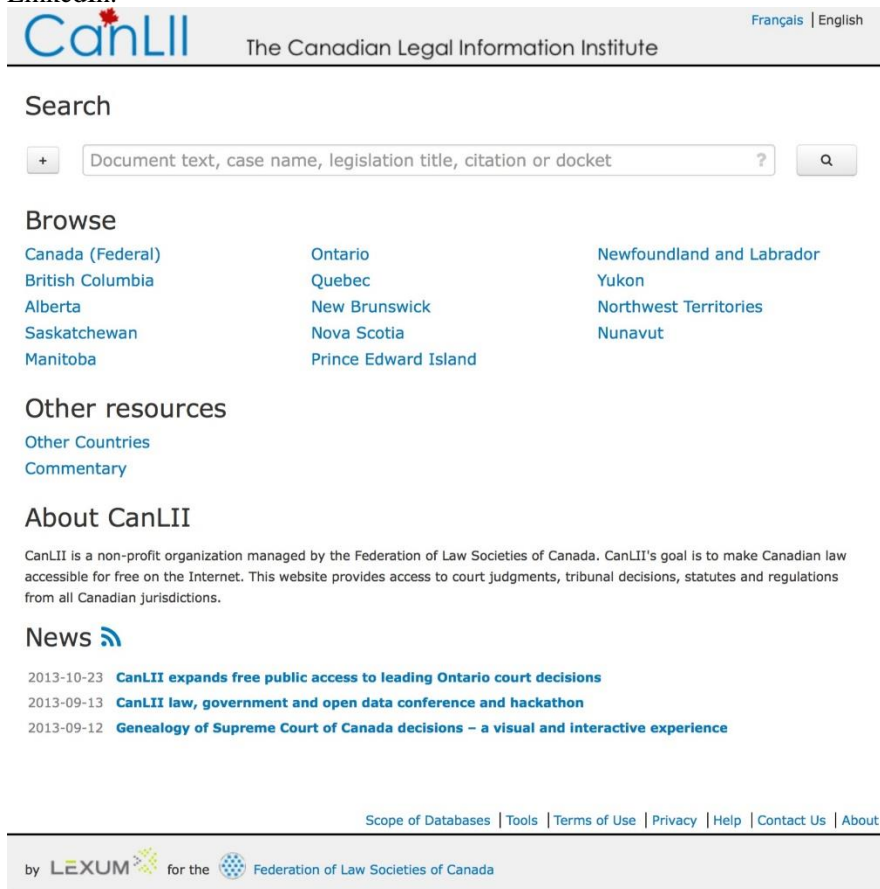 LinkedIn.
CanLII The Canadian Legal Information Institute Français | English
Search
+ Document text, case name, legislation title, citation or docket ?
Browse
Canada (Federal) Ontario Newfoundland and Labrador
British Columbia Quebec Yukon
Alberta New Brunswick Northwest Territories
Saskatchewan Nova Scotia Nunavut
Manitoba Prince Edward Island
Other resources
Other Countries
Commentary
About CanLII
CanLII is a non-profit organization managed by the Federation of Law Societies of Canada. CanLII's goal is to make Canadian law
accessible for free on the Internet. This website provides access to court judgments, tribunal decisions, statutes and regulations
from all Canadian jurisdictions.
News
2013-10-23 CanLII expands free public access to leading Ontario court decisions
2013-09-13 CanLII law, government and open data conference and hackathon
2013-09-12 Genealogy of Supreme Court of Canada decisions – a visual and interactive experience
Scope of Databases | Tools | Terms of Use | Privacy | Help | Contact Us | About
by LEXUM for the Federation of Law Societies of Canada